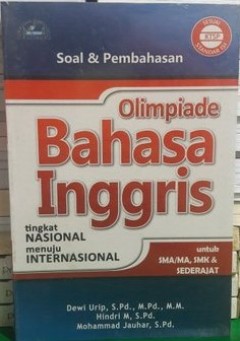 Soal & Pembahasan
Olimpiade
Bahasa
Inggris
tingkat
NASIONAL
menuju
INTERNASIONAL
untuk
SMA/MA, SMK &
SEDERAJAT
Dewi Urip, S.Pd., M.Pd., M.M.
Hindri M, S.Pd.
Mohammad Jauhar, S.Pd.